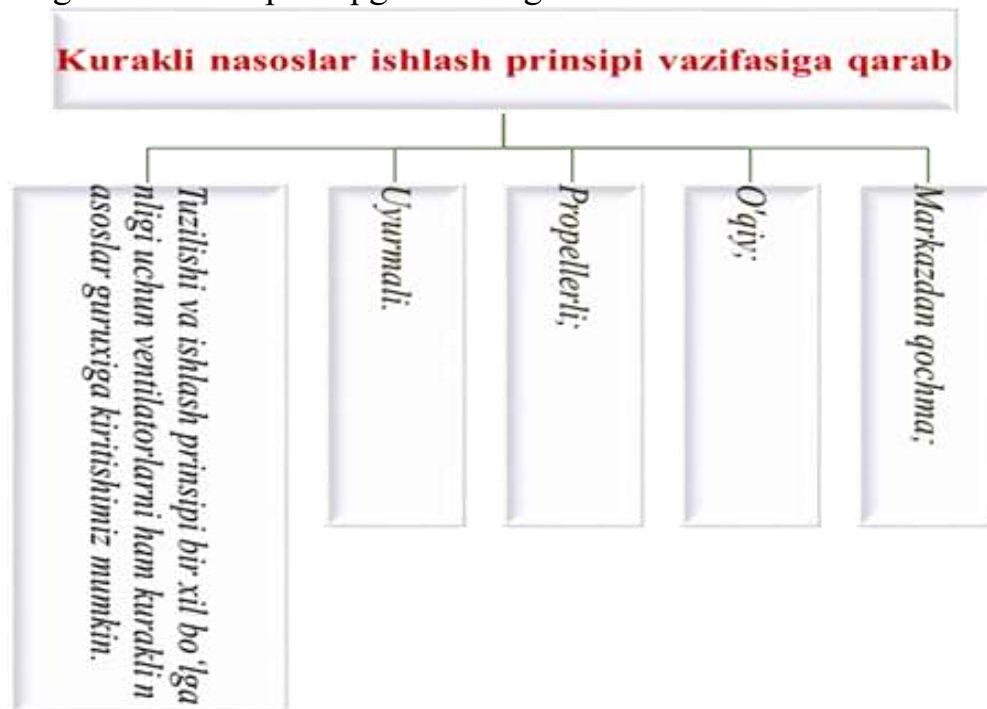 Kurakli nasoslar ishlash prinsipi vazifasiga qarab
Markazdan qochma;
O'qiy;
Propellerli;
Uyurmali.
Tuzilishi va ishlash prinsipi bir xil bo‘lga
nligi uchun ventilatorlarni ham kurakli n
asoslar guruxiga kiritishimiz mumkin.